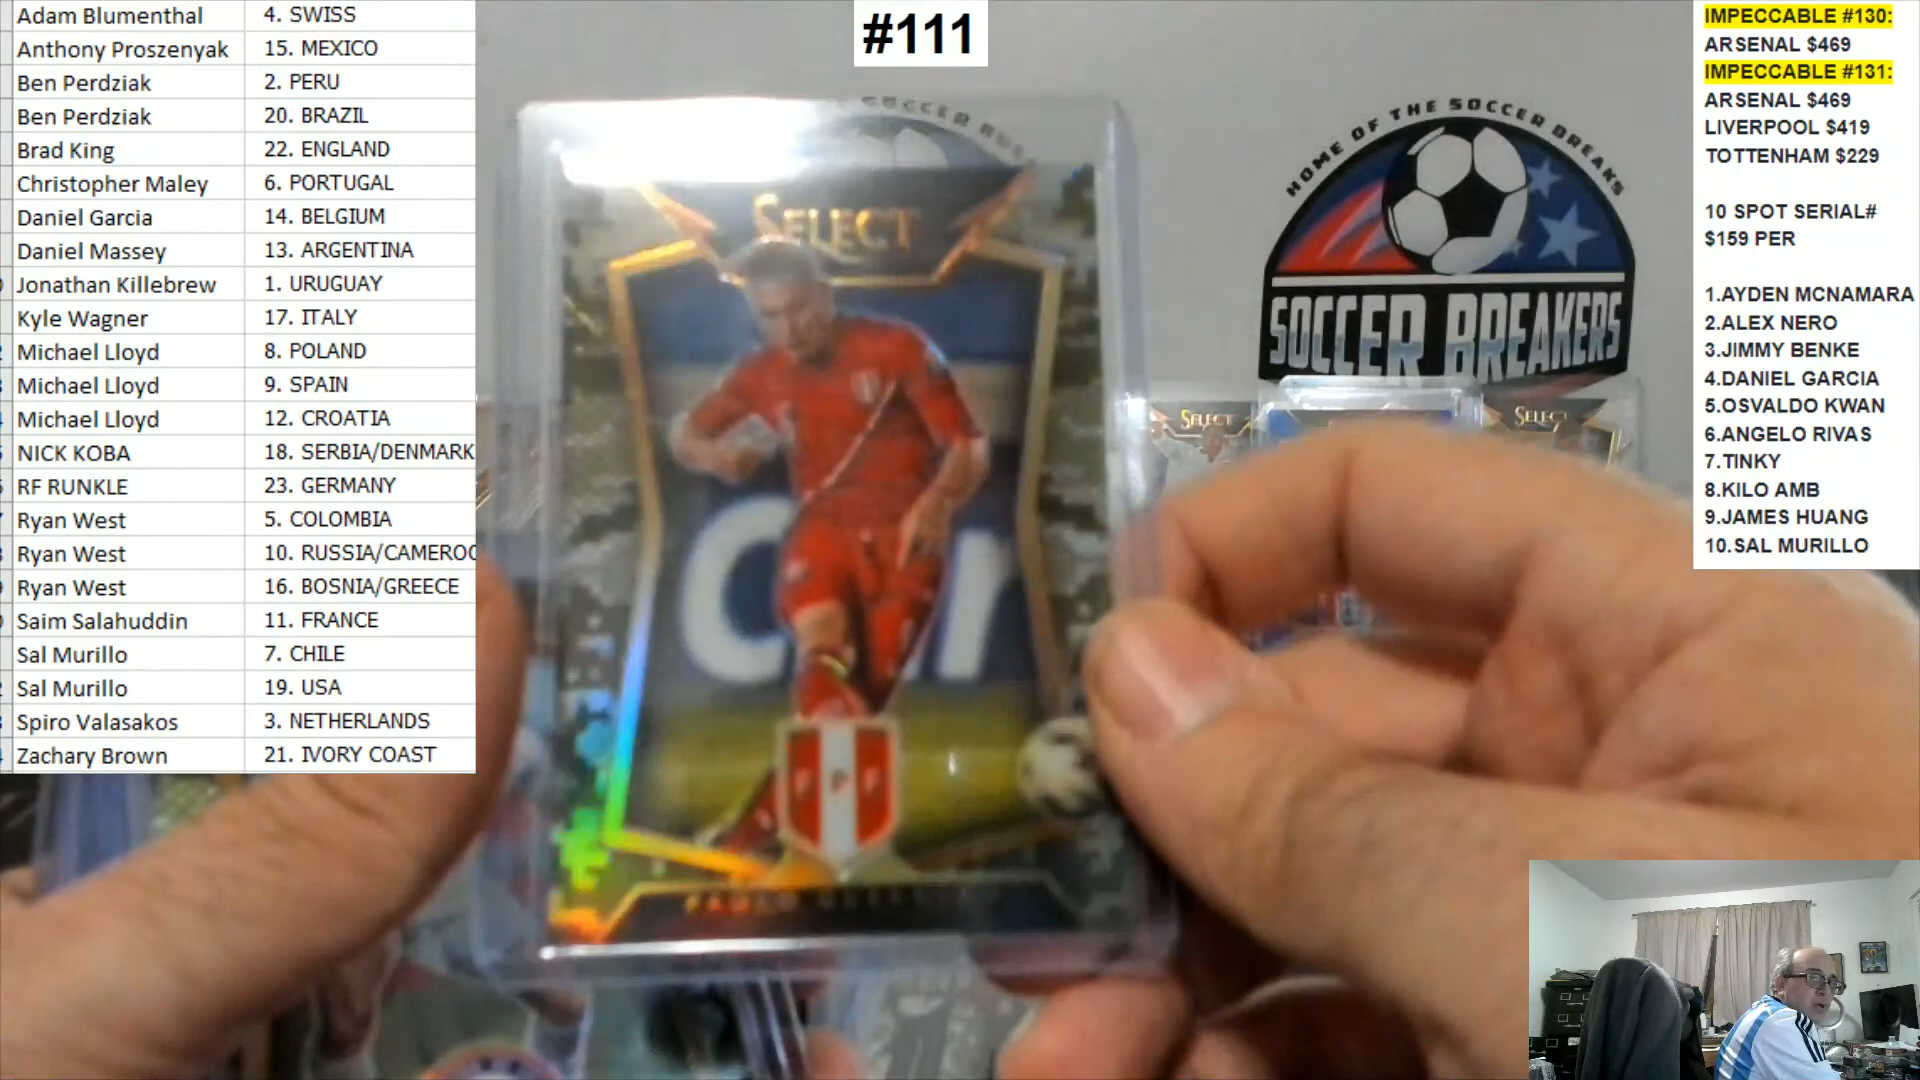 Adam Blumenthal 4. SWISS
Anthony Proszenyak 15. MEXICO
Ben Perdziak 2. PERU
Ben Perdziak 20. BRAZIL
Brad King 22. ENGLAND
Christopher Maley 6. PORTUGAL
Daniel Garcia 14. BELGIUM
Daniel Massey 13. ARGENTINA
Jonathan Killebrew 1. URUGUAY
Kyle Wagner 17. ITALY
Michael Lloyd 8. POLAND
Michael Lloyd 9. SPAIN
Michael Lloyd 12. CROATIA
NICK KOBA 18. SERBIA/DENMARK
RF RUNKLE 23. GERMANY
Ryan West 5. COLOMBIA
Ryan West 10. RUSSIA/CAMEROO
Ryan West 16. BOSNIA/GREECE
Saim Salahuddin 11. FRANCE
Sal Murillo 7. CHILE
Sal Murillo 19. USA
Spiro Valasakos 3. NETHERLANDS
Zachary Brown 21. IVORY COAST
#111
SELECT
FPF
PAOLO
HOME OF THE SOCCER BREAKS
SOCCER BREAKERS
SELECT
SELECT
IMPECCABLE #130:
ARSENAL $469
IMPECCABLE #131:
ARSENAL $469
LIVERPOOL $419
TOTTENHAM $229
10 SPOT SERIAL#
$159 PER
1.AYDEN MCNAMARA
2.ALEX NERO
3.JIMMY BENKE
4.DANIEL GARCIA
5.OSVALDO KWAN
6.ANGELO RIVAS
7.TINKY
8.KILO AMB
9.JAMES HUANG
10.SAL MURILLO